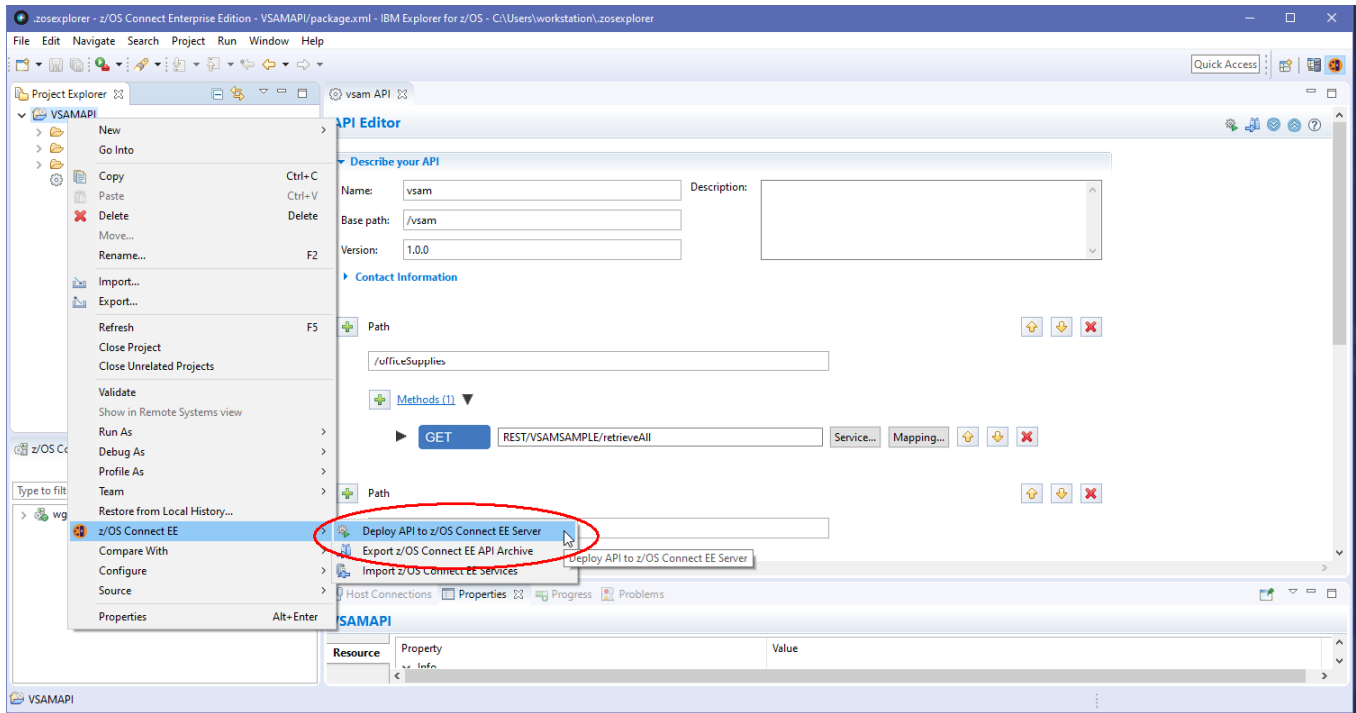 .zosexplorer - z/OS Connect Enterprise Edition - VSAMAPI/package.xml - IBM Explorer for z/OS - C:\Users\workstation\.zosexplorer
File Edit Navigate Search Project Run Window Help
Quick Access
Project Explorer
vsam API
VSAMAPI
API Editor
New
Go Into
Copy Ctrl+C
Paste Ctrl+V
Delete Delete
Move...
Rename... F2
Import...
Export...
Refresh F5
Close Project
Close Unrelated Projects
Validate
Show in Remote Systems view
Run As
Debug As
Profile As
Team
Restore from Local History...
z/OS Connect EE
Compare With
Configure
Source
Properties Alt+Enter
Describe your API
Name: vsam Description:
Base path: /vsam
Version: 1.0.0
Contact Information
Path
/officeSupplies
Methods (1)
GET REST/VSAMSAMPLE/retrieveAll Service... Mapping...
Path
Deploy API to z/OS Connect EE Server
Export z/OS Connect EE API Archive
Import z/OS Connect EE Services
Deploy API to z/OS Connect EE Server
z/OS Co
Type to filt
wg
Host Connections Properties Progress Problems
VSAMAPI
Resource Property Value
Info
VSAMAPI